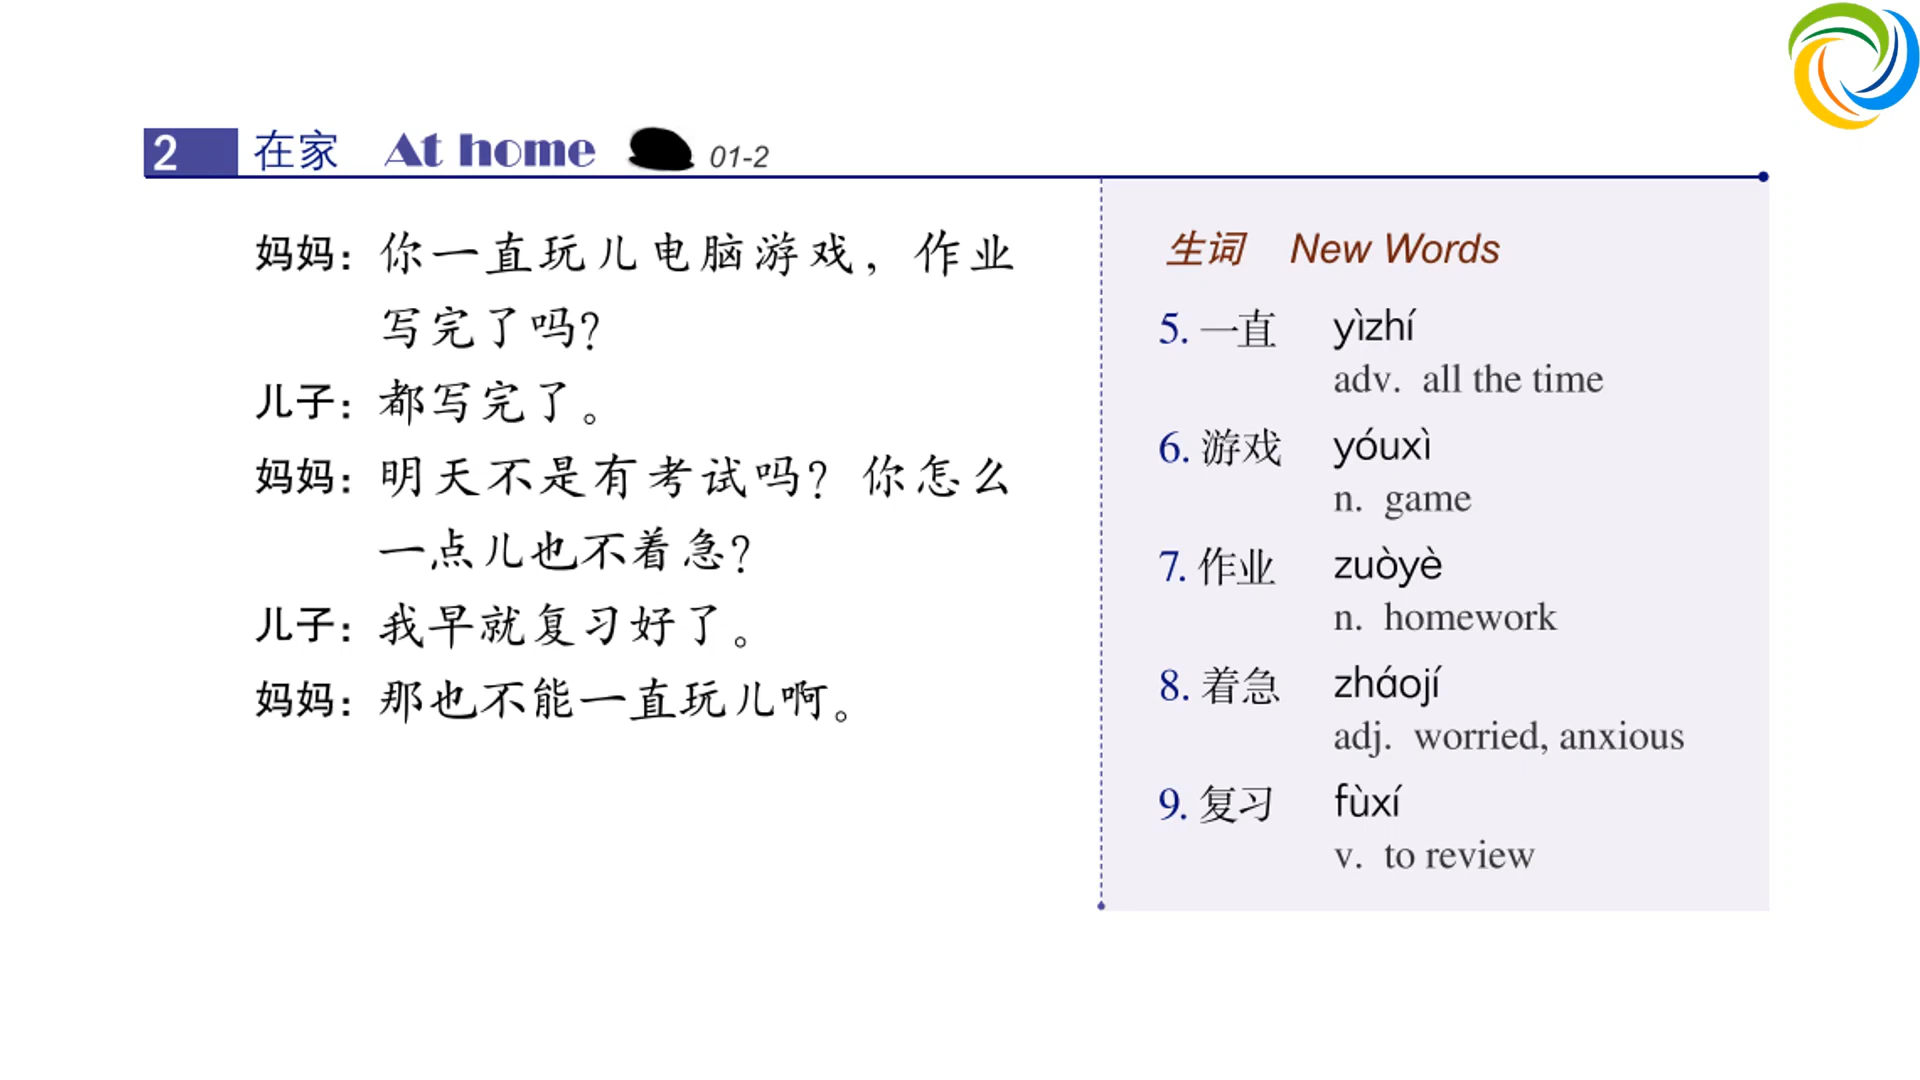 2 在家 At home 01-2
妈妈：你一直玩儿电脑游戏，作业
写完了吗？
儿子：都写完了。
妈妈：明天不是有考试吗？你怎么
一点儿也不着急？
儿子：我早就复习好了。
妈妈：那也不能一直玩儿啊。
生词 New Words
5. 一直 yìzhí
adv. all the time
6. 游戏 yóuxì
n. game
7. 作业 zuòyè
n. homework
8. 着急 zháojí
adj. worried, anxious
9. 复习 fùxí
v. to review